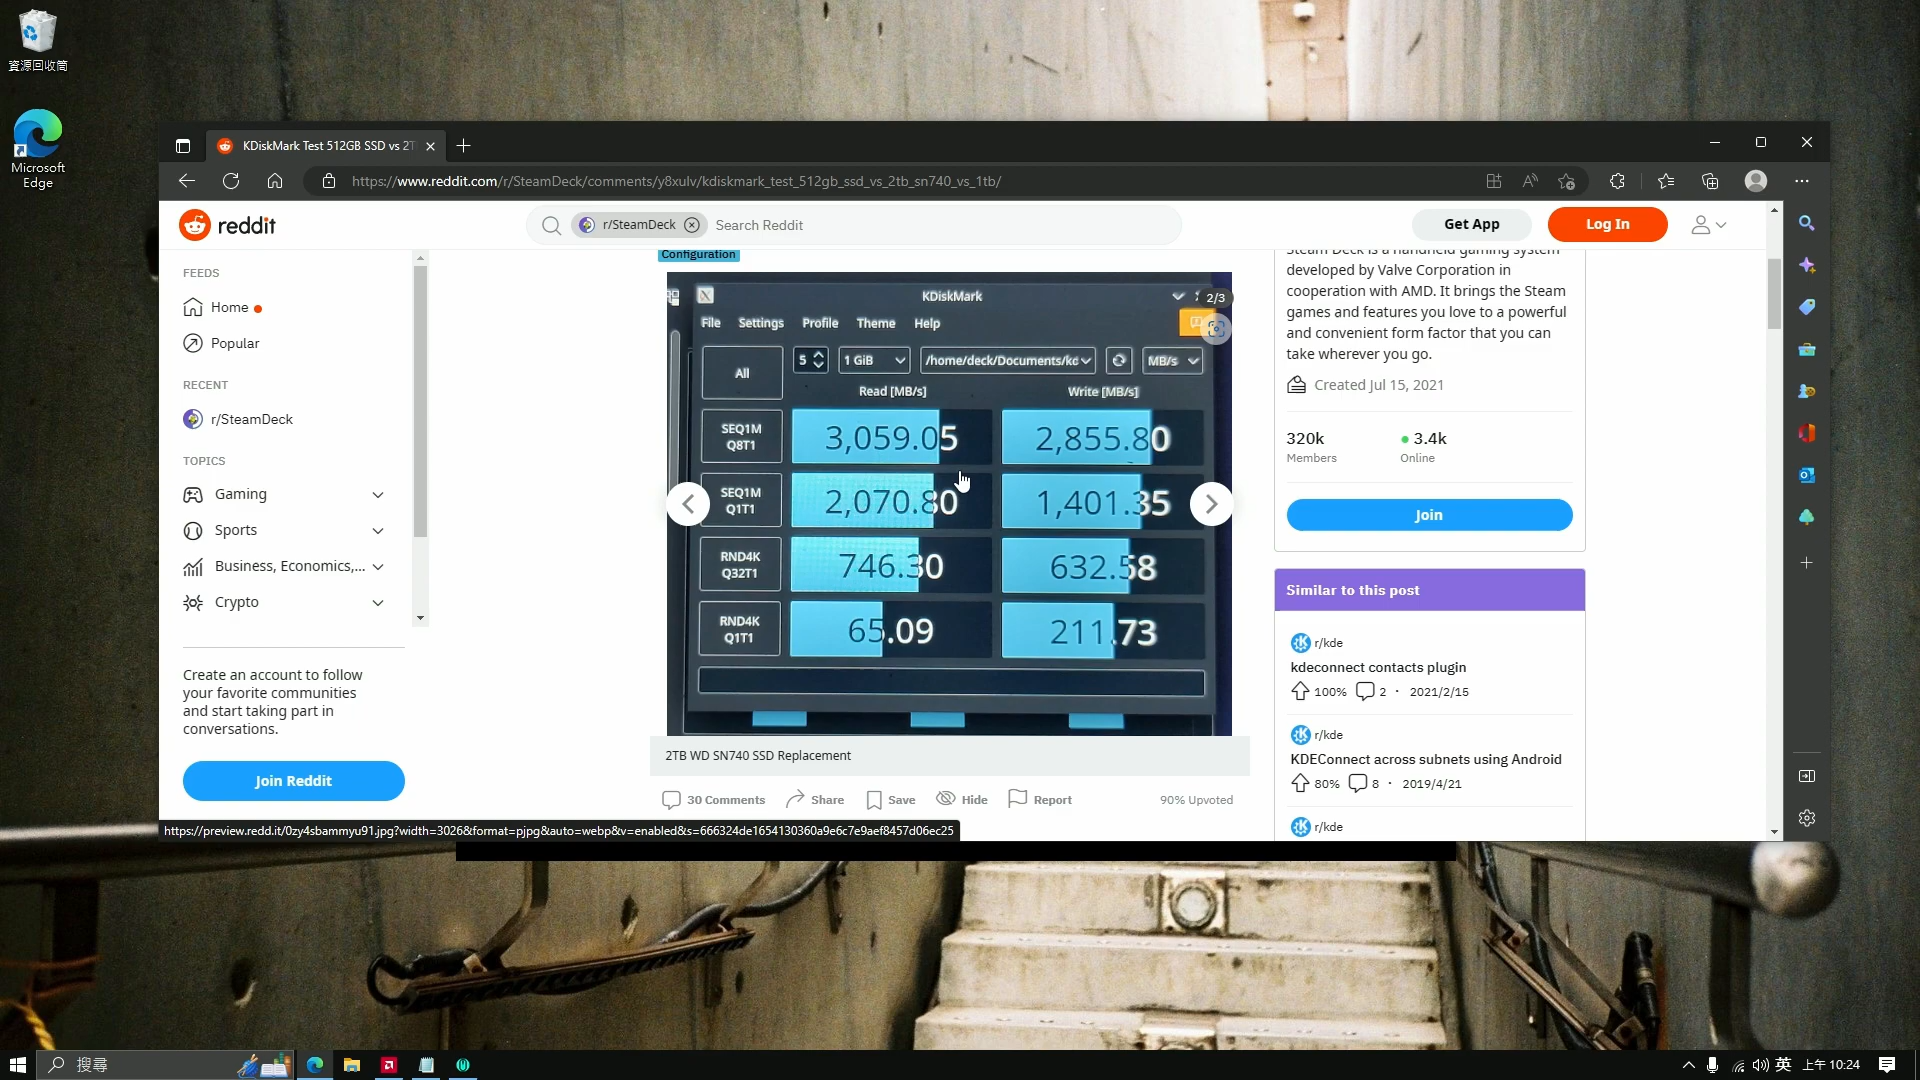 資源回收筒
Microsoft
Edge
KDiskMark Test 512GB SSD vs 2T
https://www.reddit.com/r/SteamDeck/comments/y8xulv/kdiskmark_test_512gb_ssd_vs_2tb_sn740_vs_1tb/
reddit
r/SteamDeck
Search Reddit
Get App
Log In
FEEDS
Home
Popular
RECENT
r/SteamDeck
TOPICS
Gaming
Sports
Business, Economics,...
Crypto
Create an account to follow
your favorite communities
and start taking part in
conversations.
Join Reddit
Configuration
KDiskMark
2/3
File Settings Profile Theme Help
All
5
1 GiB
/home/deck/Documents/kd
MB/s
Read [MB/s]
Write [MB/s]
SEQ1M
Q8T1
3,059.05
2,855.80
SEQ1M
Q1T1
2,070.80
1,401.35
RND4K
Q32T1
746.30
632.58
RND4K
Q1T1
65.09
211.73
2TB WD SN740 SSD Replacement
30 Comments
Share
Save
Hide
Report
90% Upvoted
Steam Deck is a handheld gaming system
developed by Valve Corporation in
cooperation with AMD. It brings the Steam
games and features you love to a powerful
and convenient form factor that you can
take wherever you go.
Created Jul 15, 2021
320k
Members
3.4k
Online
Join
Similar to this post
r/kde
kdeconnect contacts plugin
100% 2 · 2021/2/15
r/kde
KDEConnect across subnets using Android
80% 8 · 2019/4/21
r/kde
https://preview.redd.it/0zy4sbammyu91.jpg?width=3026&format=pjpg&auto=webp&v=enabled&s=666324de1654130360a9e6c7e9aef8457d06ec25
搜尋
英
上午 10:24